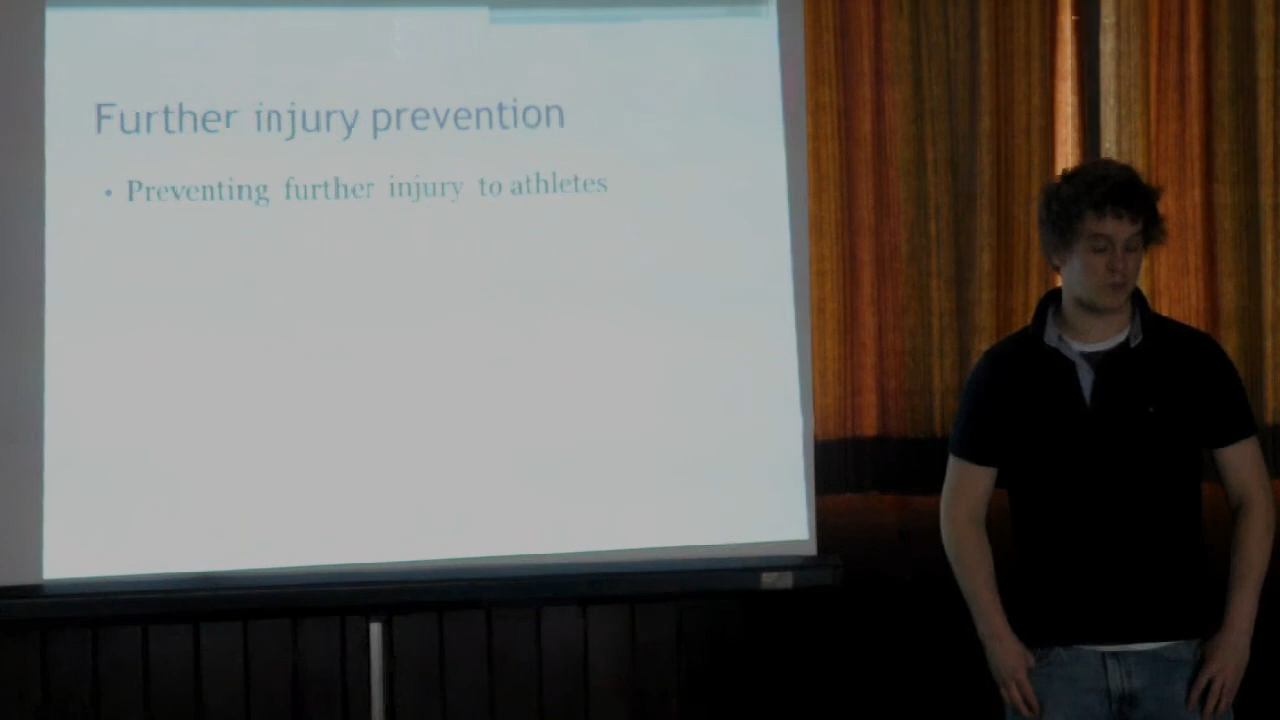 Further injury prevention
• Preventing further injury to athletes